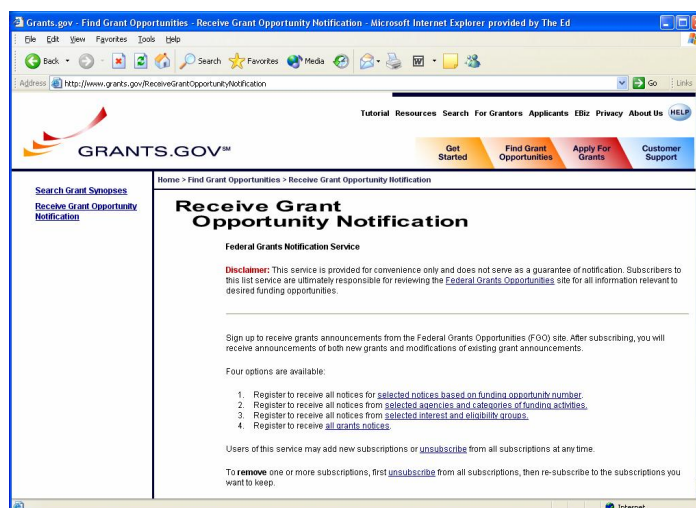 Grants.gov - Find Grant Opportunities - Receive Grant Opportunity Notification - Microsoft Internet Explorer provided by The Ed
File Edit View Favorites Tools Help
Back Search Favorites Media
Address http://www.grants.gov/ReceiveGrantOpportunityNotification Go Links
Tutorial Resources Search For Grantors Applicants EBiz Privacy About Us HELP
GRANTS.GOV℠
Get Started
Find Grant Opportunities
Apply For Grants
Customer Support
Home > Find Grant Opportunities > Receive Grant Opportunity Notification
Search Grant Synopses
Receive Grant Opportunity
Notification
Receive Grant
Opportunity Notification
Federal Grants Notification Service
Disclaimer: This service is provided for convenience only and does not serve as a guarantee of notification. Subscribers to
this list service are ultimately responsible for reviewing the Federal Grants Opportunities site for all information relevant to
desired funding opportunities.
Sign up to receive grants announcements from the Federal Grants Opportunities (FGO) site. After subscribing, you will
receive announcements of both new grants and modifications of existing grant announcements.
Four options are available:
1. Register to receive all notices for selected notices based on funding opportunity number.
2. Register to receive all notices from selected agencies and categories of funding activities.
3. Register to receive all notices from selected interest and eligibility groups.
4. Register to receive all grants notices.
Users of this service may add new subscriptions or unsubscribe from all subscriptions at any time.
To remove one or more subscriptions, first unsubscribe from all subscriptions, then re-subscribe to the subscriptions you
want to keep.
Internet